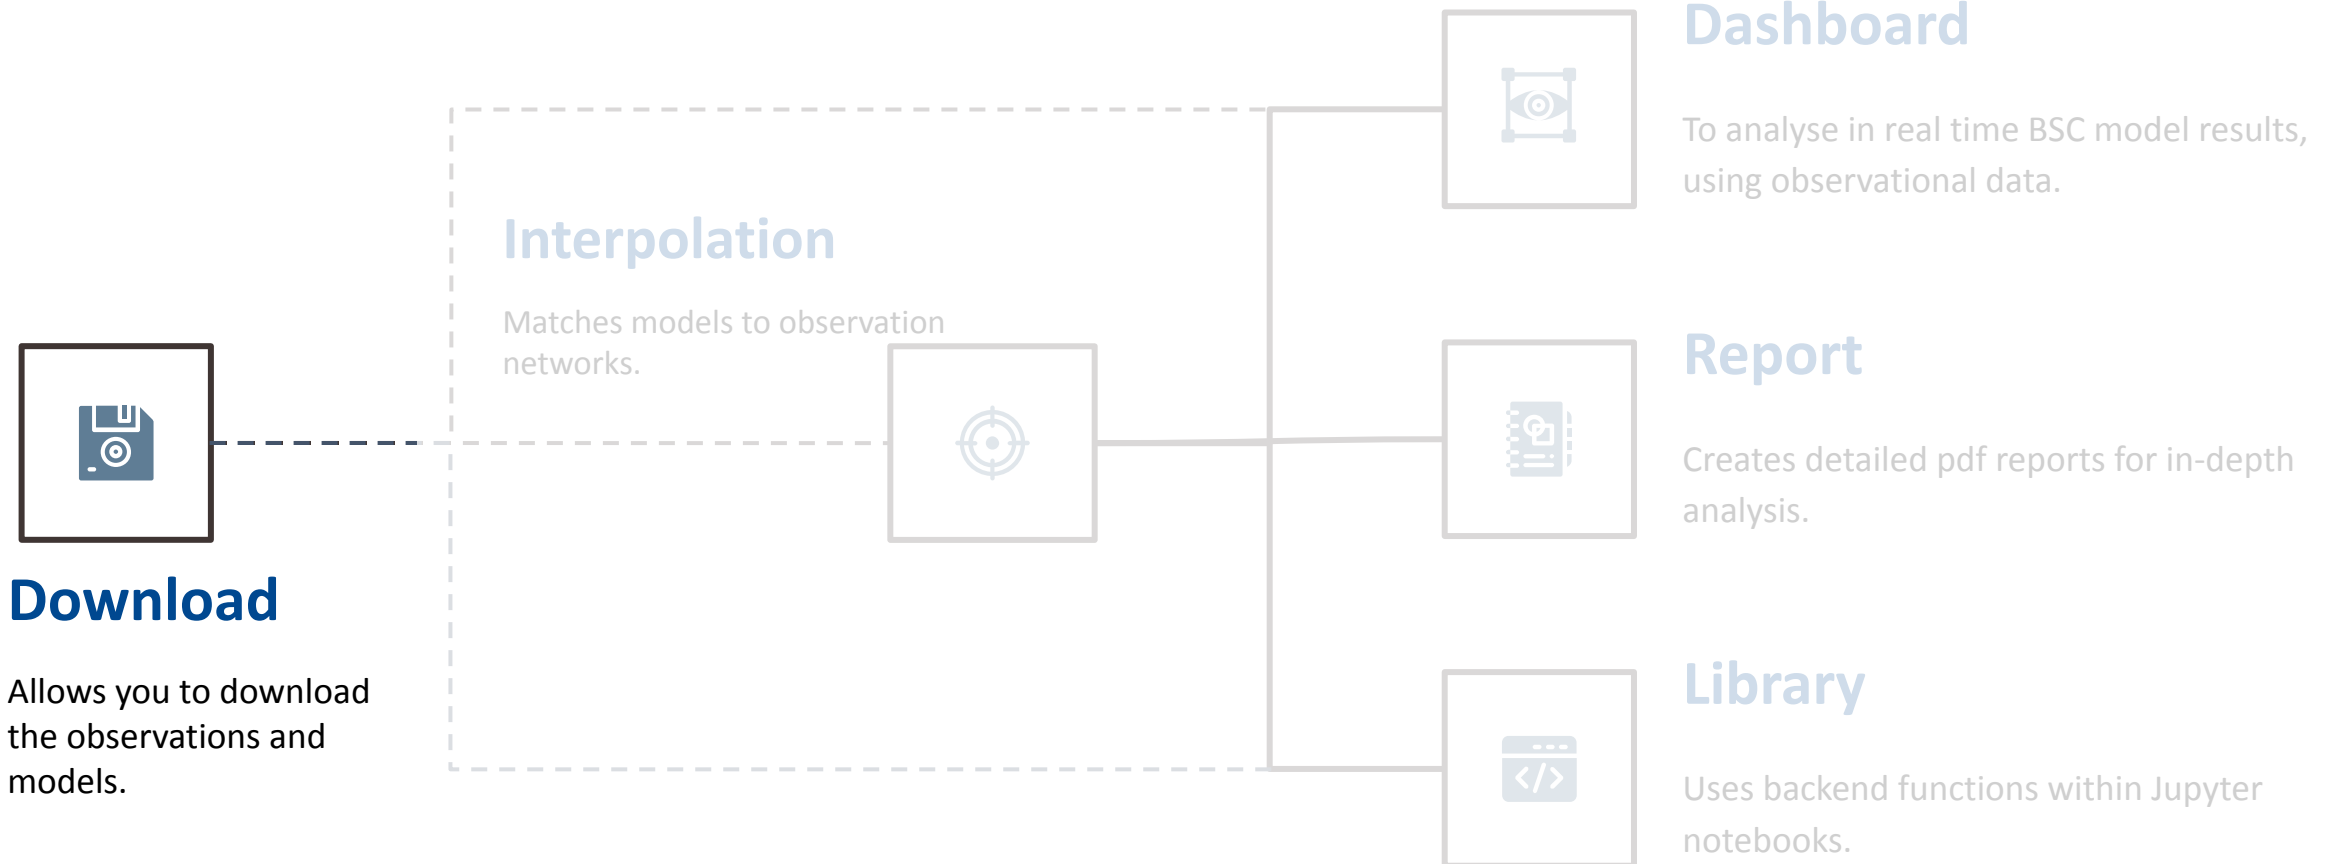 Download
Allows you to download
the observations and
models.
Interpolation
Matches models to observation
networks.
Dashboard
To analyse in real time BSC model results,
using observational data.
Report
Creates detailed pdf reports for in-depth
analysis.
Library
Uses backend functions within Jupyter
notebooks.